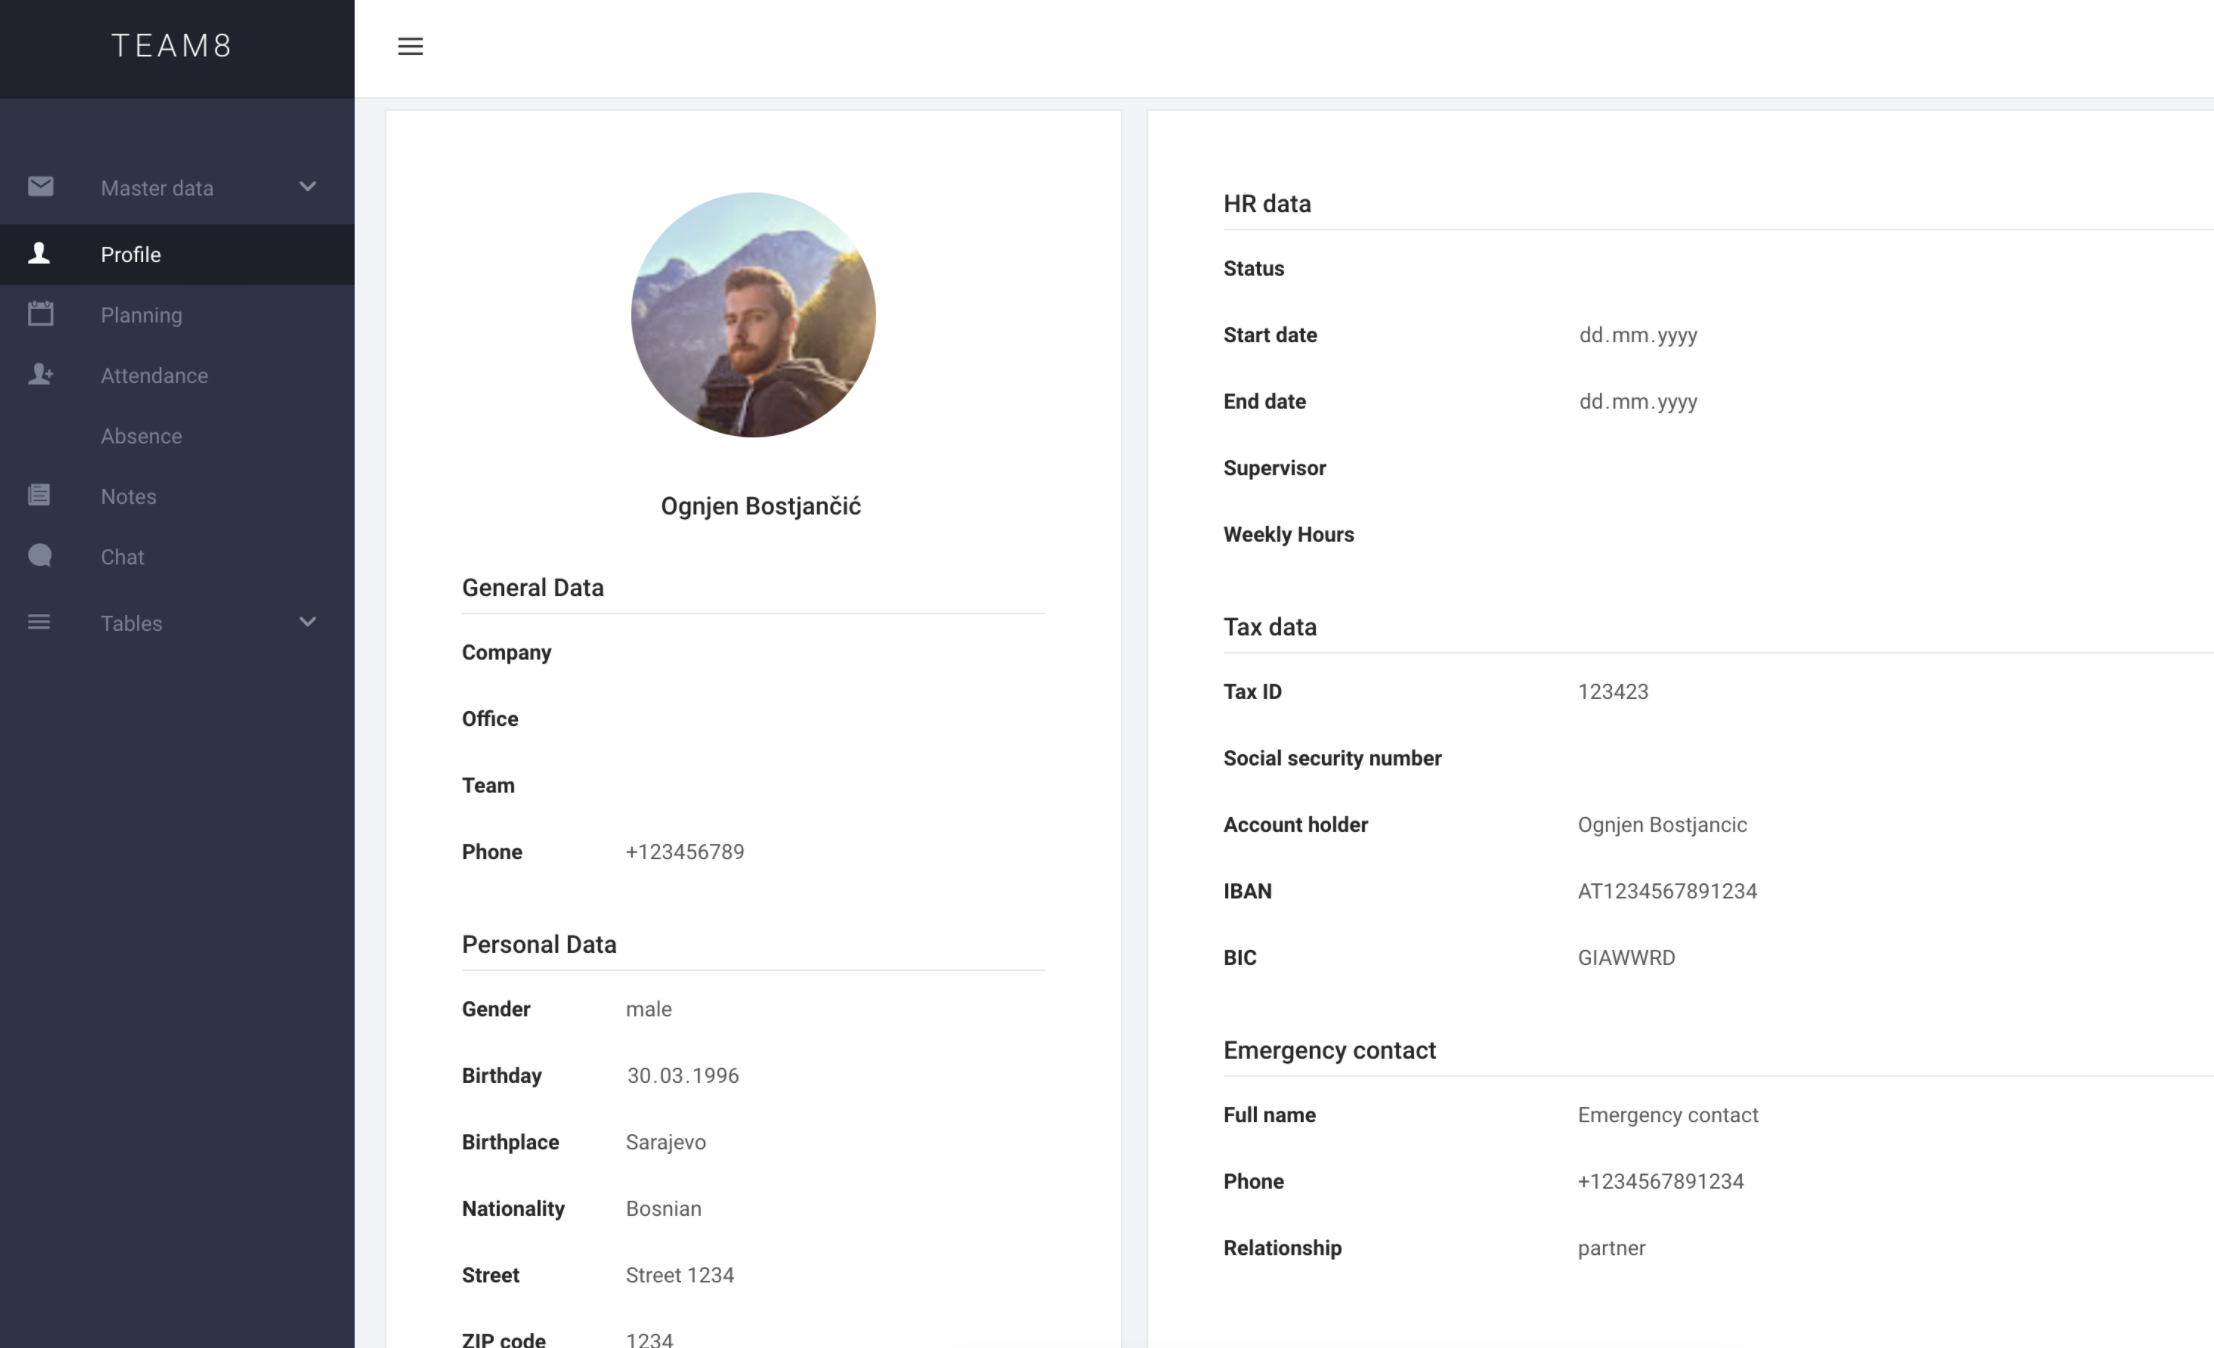 TEAM8
Master data
Profile
Planning
Attendance
Absence
Notes
Chat
Tables
Ognjen Bostjančić
General Data
Company
Office
Team
Phone +123456789
Personal Data
Gender male
Birthday 30.03.1996
Birthplace Sarajevo
Nationality Bosnian
Street Street 1234
ZIP code 1234
HR data
Status
Start date dd.mm.yyyy
End date dd.mm.yyyy
Supervisor
Weekly Hours
Tax data
Tax ID 123423
Social security number
Account holder Ognjen Bostjancic
IBAN AT1234567891234
BIC GIAWWRD
Emergency contact
Full name Emergency contact
Phone +1234567891234
Relationship partner